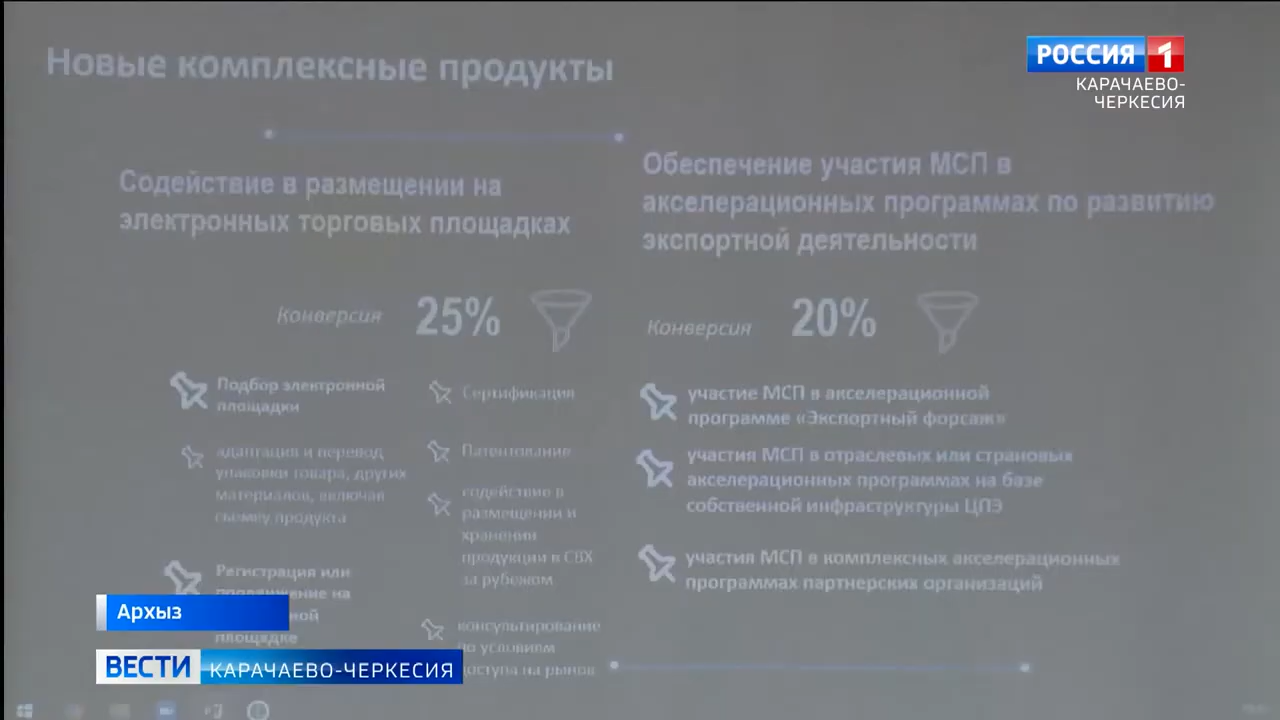 Новые комплексные продукты
РОССИЯ 1
КАРАЧАЕВО-
ЧЕРКЕСИЯ
Содействие в размещении на
электронных торговых площадках
Конверсия 25%
Подбор электронной
площадки
адаптация и перевод
упаковки товара, других
материалов, включая
съемку продукта
Регистрация или
продвижение на
площадке
Сертификация
Патентование
содействие в
размещении и
хранении
продукции в СВХ
за рубежом
консультирование
по условиям
доступа на рынов
Обеспечение участия МСП в
акселерационных программах по развитию
экспортной деятельности
Конверсия 20%
участие МСП в акселерационной
программе «Экспортный форсаж»
участия МСП в отраслевых или страновых
акселерационных программах на базе
собственной инфраструктуры ЦПЭ
участия МСП в комплексных акселерационных
программах партнерских организаций
Архыз
ВЕСТИ КАРАЧАЕВО-ЧЕРКЕСИЯ